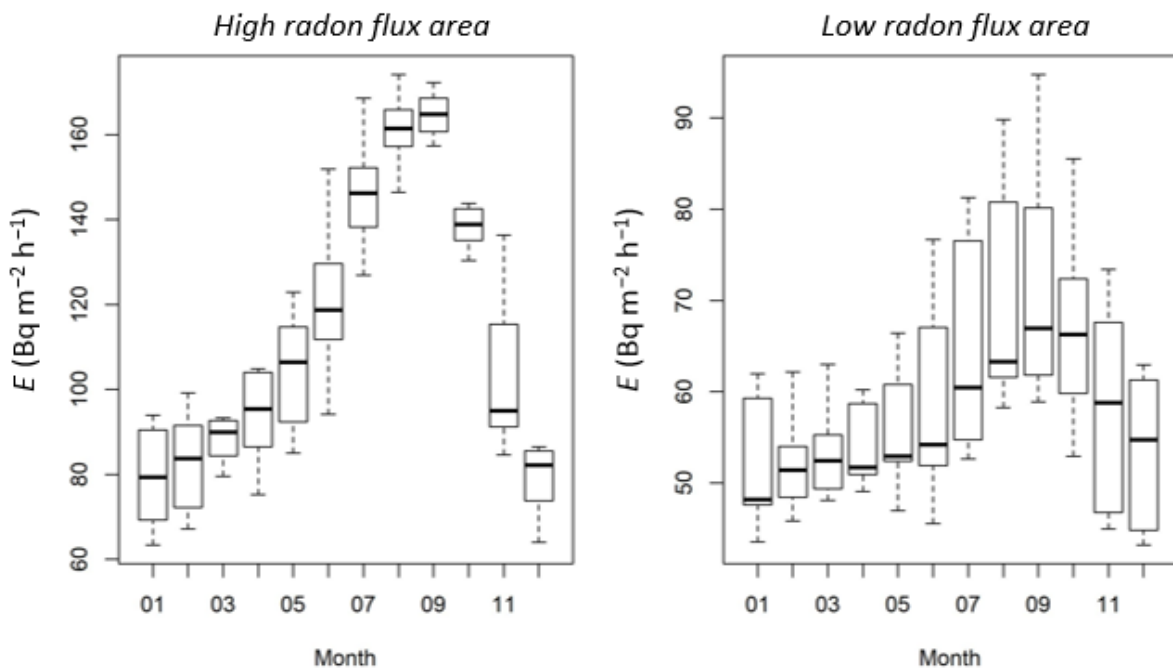 High radon flux area
E (Bq m−2 h−1)
160
140
120
100
80
60
01 03 05 07 09 11
Month
Low radon flux area
E (Bq m−2 h−1)
90
80
70
60
50
01 03 05 07 09 11
Month